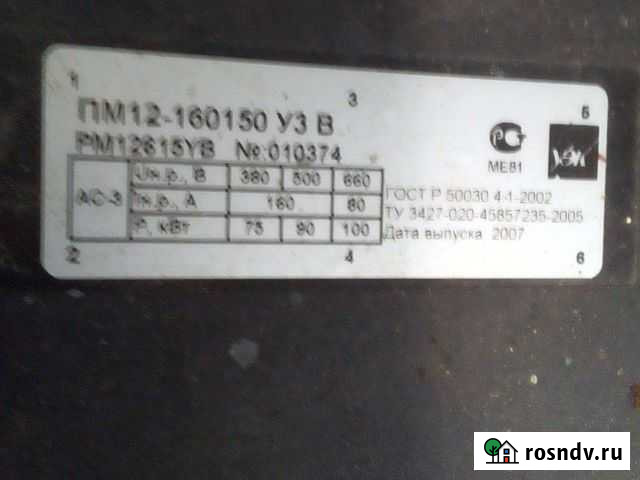 1 3 5
ПМ12-160150 У3 В
РМ12615YB №:010374
РС
МЕ81
АС-3
Uн.р., В 380 500 660
Iн.р., А 160 80
Р, кВт 75 90 100
ГОСТ Р 50030 4-1-2002
ТУ 3427-020-45857235-2005
Дата выпуска 2007
2 4 6
rosndv.ru